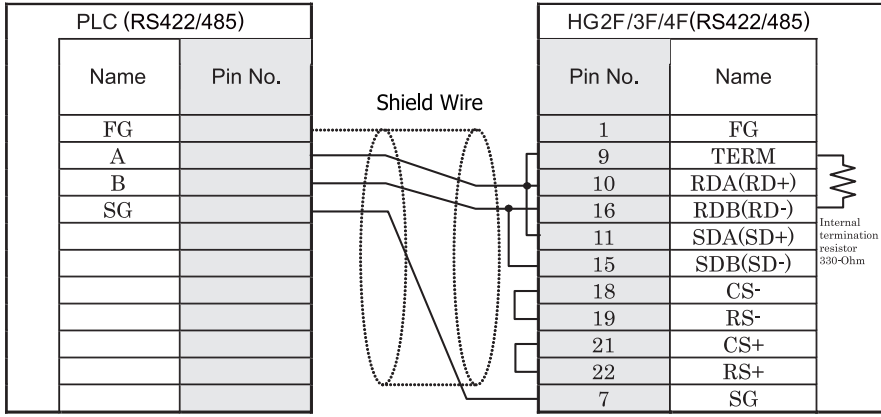 PLC (RS422/485)
HG2F/3F/4F(RS422/485)
Name Pin No.
Pin No. Name
Shield Wire
FG
1 FG
A
9 TERM
B
10 RDA(RD+)
SG
16 RDB(RD-)
11 SDA(SD+)
15 SDB(SD-)
18 CS-
19 RS-
21 CS+
22 RS+
7 SG
Internal
termination
resistor
330-Ohm